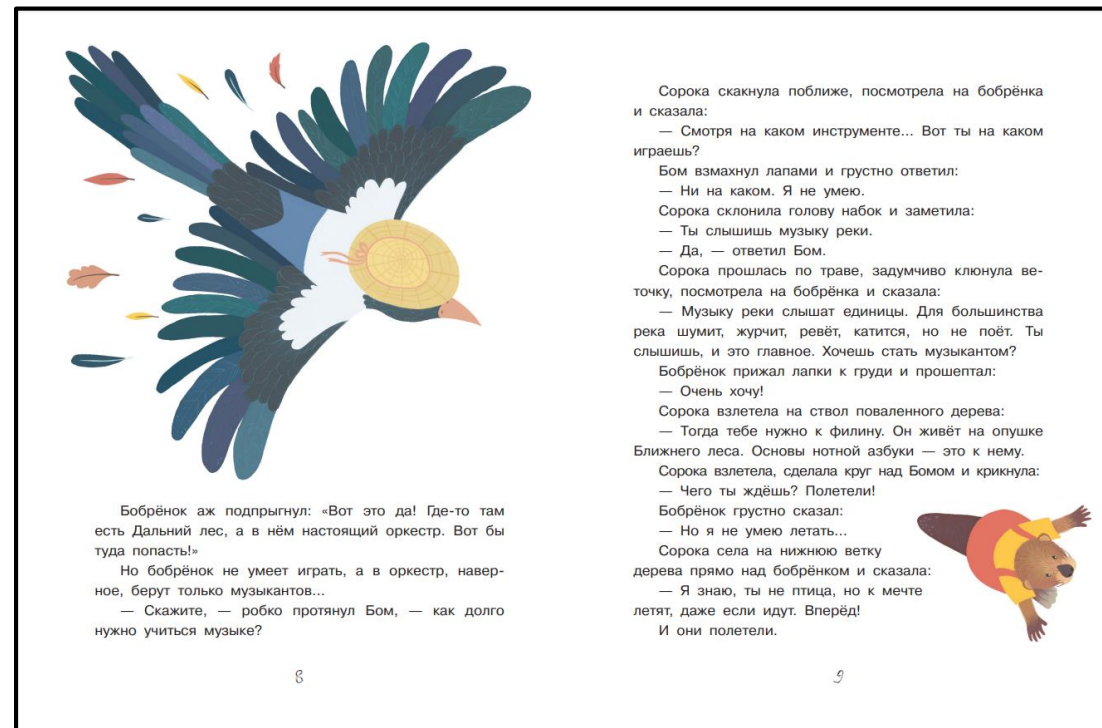 Бобрёнок аж подпрыгнул: «Вот это да! Где-то там
есть Дальний лес, а в нём настоящий оркестр. Вот бы
туда попасть!»
Но бобрёнок не умеет играть, а в оркестр, навер-
ное, берут только музыкантов...
— Скажите, — робко протянул Бом, — как долго
нужно учиться музыке?
8
Сорока скакнула поближе, посмотрела на бобрёнка
и сказала:
— Смотря на каком инструменте... Вот ты на каком
играешь?
Бом взмахнул лапами и грустно ответил:
— Ни на каком. Я не умею.
Сорока склонила голову набок и заметила:
— Ты слышишь музыку реки.
— Да, — ответил Бом.
Сорока прошлась по траве, задумчиво клюнула ве-
точку, посмотрела на бобрёнка и сказала:
— Музыку реки слышат единицы. Для большинства
река шумит, журчит, ревёт, катится, но не поёт. Ты
слышишь, и это главное. Хочешь стать музыкантом?
Бобрёнок прижал лапки к груди и прошептал:
— Очень хочу!
Сорока взлетела на ствол поваленного дерева:
— Тогда тебе нужно к филину. Он живёт на опушке
Ближнего леса. Основы нотной азбуки — это к нему.
Сорока взлетела, сделала круг над Бомом и крикнула:
— Чего ты ждёшь? Полетели!
Бобрёнок грустно сказал:
— Но я не умею летать...
Сорока села на нижнюю ветку
дерева прямо над бобрёнком и сказала:
— Я знаю, ты не птица, но к мечте
летят, даже если идут. Вперёд!
И они полетели.
9